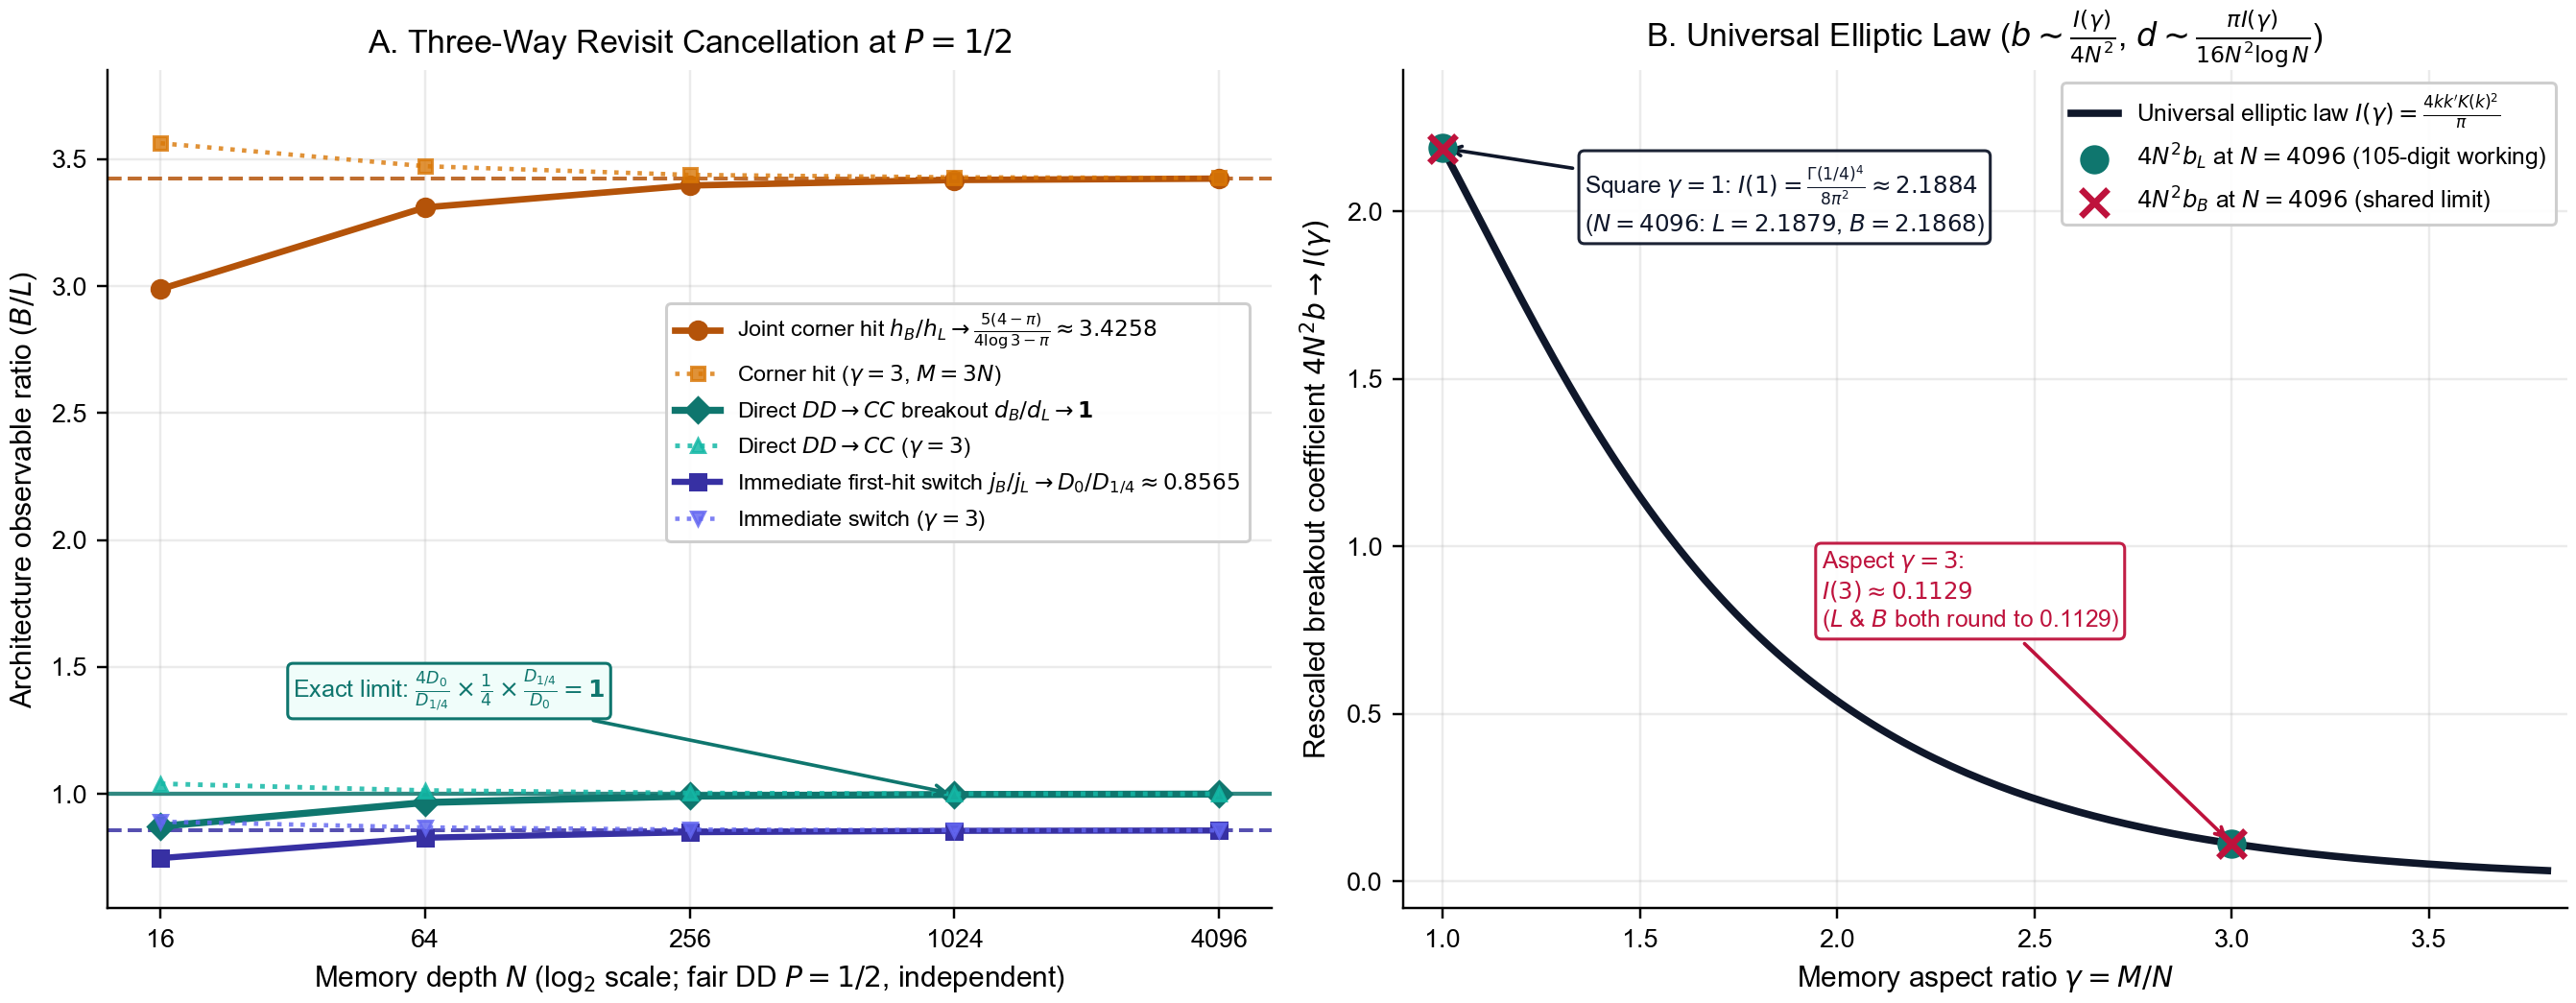 A. Three-Way Revisit Cancellation at P = 1/2
Architecture observable ratio (B/L)
3.5
3.0
2.5
2.0
1.5
1.0
Joint corner hit h_B/h_L → 5(4 − π)/(4 log 3 − π) ≈ 3.4258
Corner hit (γ = 3, M = 3N)
Direct DD → CC breakout d_B/d_L → 1
Direct DD → CC (γ = 3)
Immediate first-hit switch j_B/j_L → D_0/D_{1/4} ≈ 0.8565
Immediate switch (γ = 3)
Exact limit: 4D_0/D_{1/4} × 1/4 × D_{1/4}/D_0 = 1
16 64 256 1024 4096
Memory depth N (log₂ scale; fair DD P = 1/2, independent)
B. Universal Elliptic Law (b ∼ I(γ)/4N², d ∼ πI(γ)/16N² log N)
Rescaled breakout coefficient 4N²b → I(γ)
2.0
1.5
1.0
0.5
0.0
Universal elliptic law I(γ) = 4kk′K(k)²/π
4N²b_L at N = 4096 (105-digit working)
4N²b_B at N = 4096 (shared limit)
Square γ = 1: I(1) = Γ(1/4)⁴/8π² ≈ 2.1884
(N = 4096: L = 2.1879, B = 2.1868)
Aspect γ = 3:
I(3) ≈ 0.1129
(L & B both round to 0.1129)
1.0 1.5 2.0 2.5 3.0 3.5
Memory aspect ratio γ = M/N